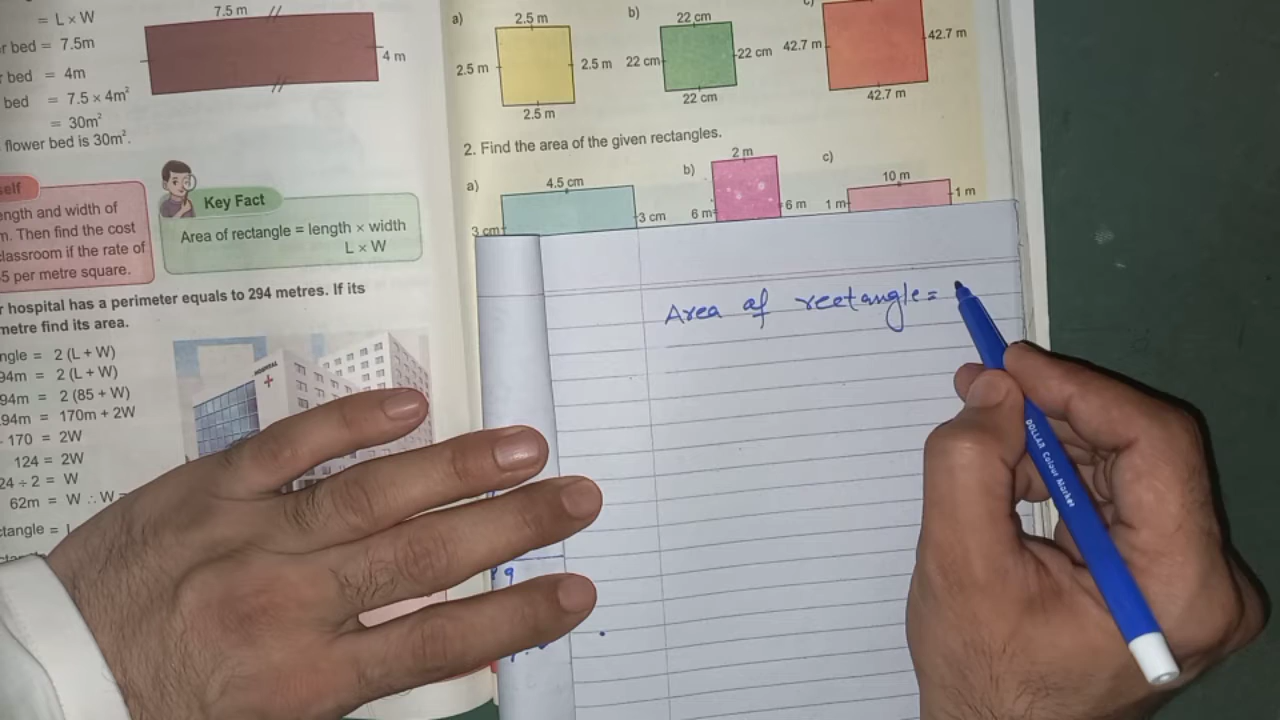 = L x W
r bed = 7.5m
bed = 4m
bed = 7.5 × 4m²
= 30m²
flower bed is 30m².
7.5 m
4 m
self
ength and width of
m. Then find the cost
classroom if the rate of
5 per metre square.
Key Fact
Area of rectangle = length × width
L x W
r hospital has a perimeter equals to 294 metres. If its
metre find its area.
ngle = 2 (L + W)
94m = 2 (L + W)
94m = 2 (85 + W)
94m = 170m + 2W
- 170 = 2W
124 = 2W
24 ÷ 2 = W
62m = W ∴ W =
ctangle = L
HOSPITAL
a)
2.5 m
2.5 m
2.5 m
2.5 m
b)
22 cm
22 cm
22 cm
22 cm
c)
42.7 m
42.7 m
42.7 m
2. Find the area of the given rectangles.
a)
4.5 cm
3 cm
3 cm
b)
2 m
6 m
6 m
c)
10 m
1 m
1 m
Area of rectangle =
DOLLAR Colour Marker